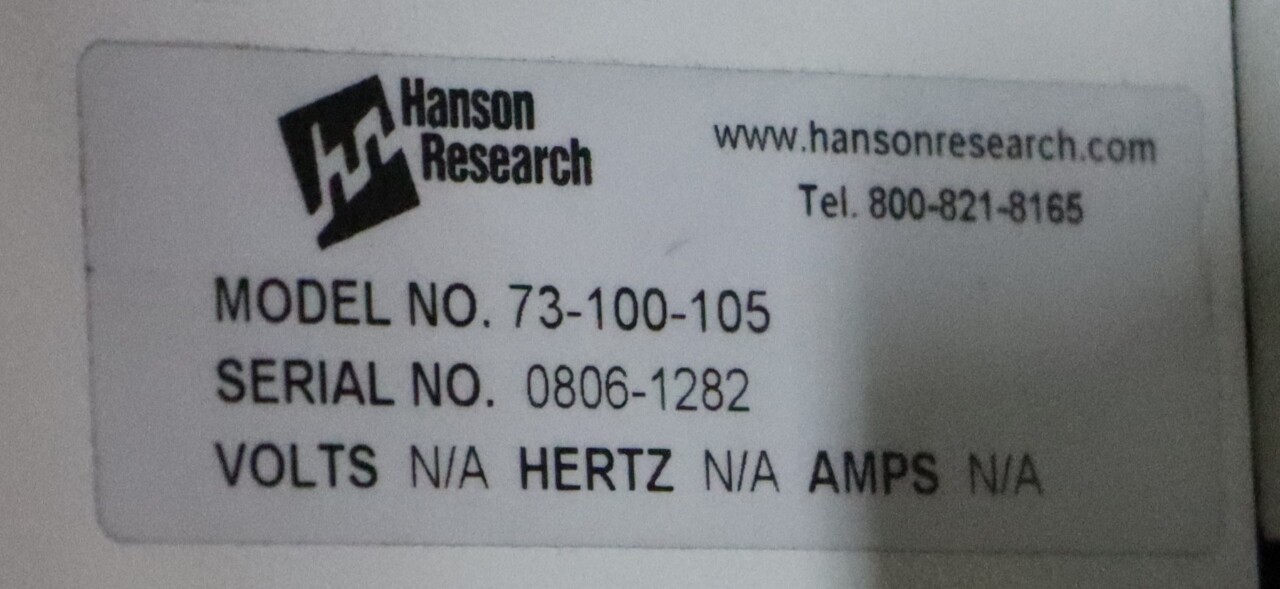 Hanson
Research
www.hansonresearch.com
Tel. 800-821-8165
MODEL NO. 73-100-105
SERIAL NO. 0806-1282
VOLTS N/A HERTZ N/A AMPS N/A